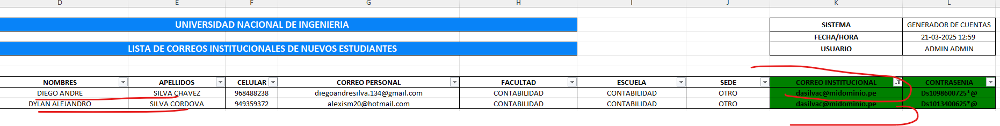 D E F G H I J K L
UNIVERSIDAD NACIONAL DE INGENIERIA SISTEMA GENERADOR DE CUENTAS
FECHA/HORA 21-03-2025 12:59
LISTA DE CORREOS INSTITUCIONALES DE NUEVOS ESTUDIANTES USUARIO ADMIN ADMIN
NOMBRES APELLIDOS CELULAR CORREO PERSONAL FACULTAD ESCUELA SEDE CORREO INSTITUCIONAL CONTRASENIA
DIEGO ANDRE SILVA CHAVEZ 968488238 diegoandresilva.134@gmail.com CONTABILIDAD CONTABILIDAD OTRO dasilvac@midominio.pe Ds1098600725*@
DYLAN ALEJANDRO SILVA CORDOVA 949359372 alexism20@hotmail.com CONTABILIDAD CONTABILIDAD OTRO dasilvac@midominio.pe Ds1013400625*@